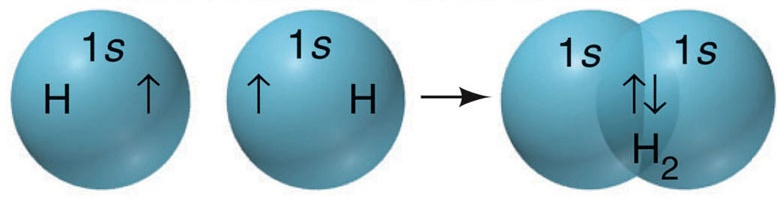 1s
H ↑
1s
↑ H
→
1s 1s
↑↓
H₂